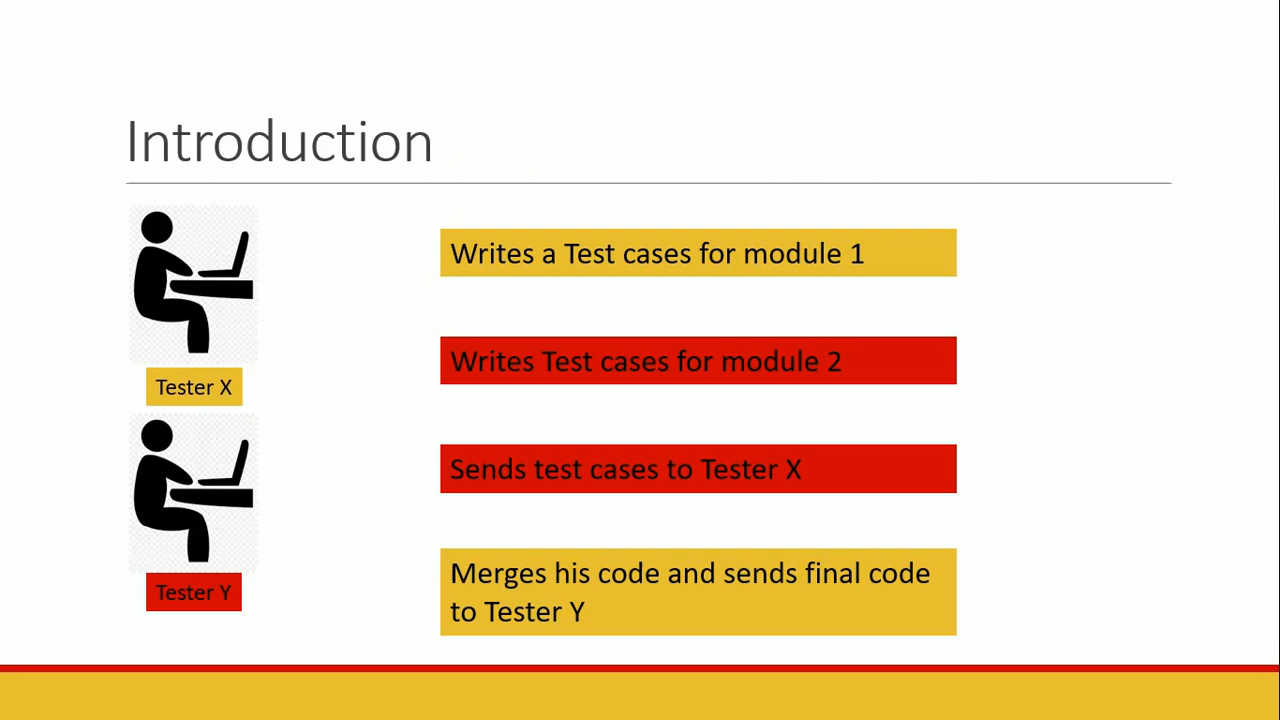 Introduction
Writes a Test cases for module 1
Writes Test cases for module 2
Tester X
Sends test cases to Tester X
Merges his code and sends final code
to Tester Y
Tester Y